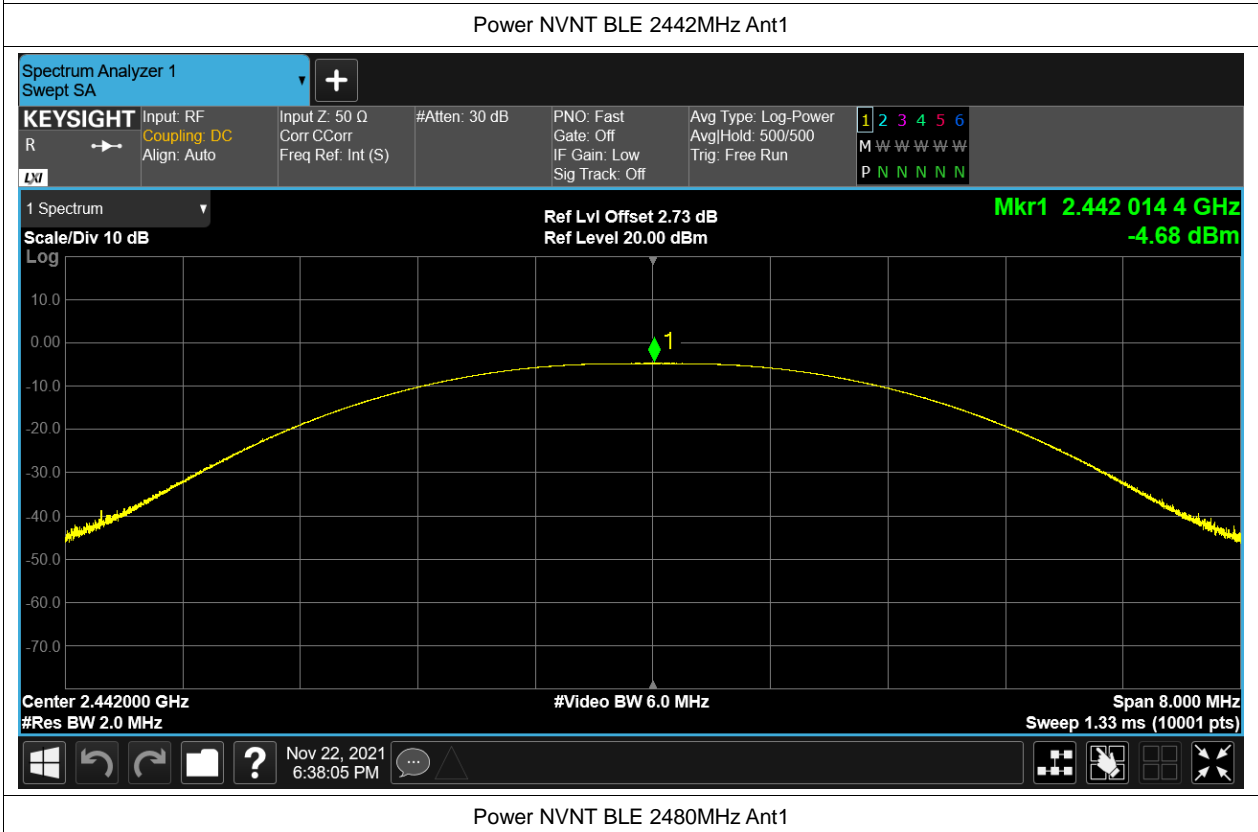 Power NVNT BLE 2442MHz Ant1
Spectrum Analyzer 1
Swept SA
KEYSIGHT
R
LXI
Input: RF
Coupling: DC
Align: Auto
Input Z: 50 Ω
Corr CCorr
Freq Ref: Int (S)
#Atten: 30 dB
PNO: Fast
Gate: Off
IF Gain: Low
Sig Track: Off
Avg Type: Log-Power
Avg|Hold: 500/500
Trig: Free Run
1 2 3 4 5 6
M W W W W W
P N N N N N
1 Spectrum
Scale/Div 10 dB
Log
Ref Lvl Offset 2.73 dB
Ref Level 20.00 dBm
Mkr1 2.442 014 4 GHz
-4.68 dBm
10.0
0.00
1
-10.0
-20.0
-30.0
-40.0
-50.0
-60.0
-70.0
Center 2.442000 GHz
#Video BW 6.0 MHz
Span 8.000 MHz
#Res BW 2.0 MHz
Sweep 1.33 ms (10001 pts)
?
Nov 22, 2021
6:38:05 PM
Power NVNT BLE 2480MHz Ant1